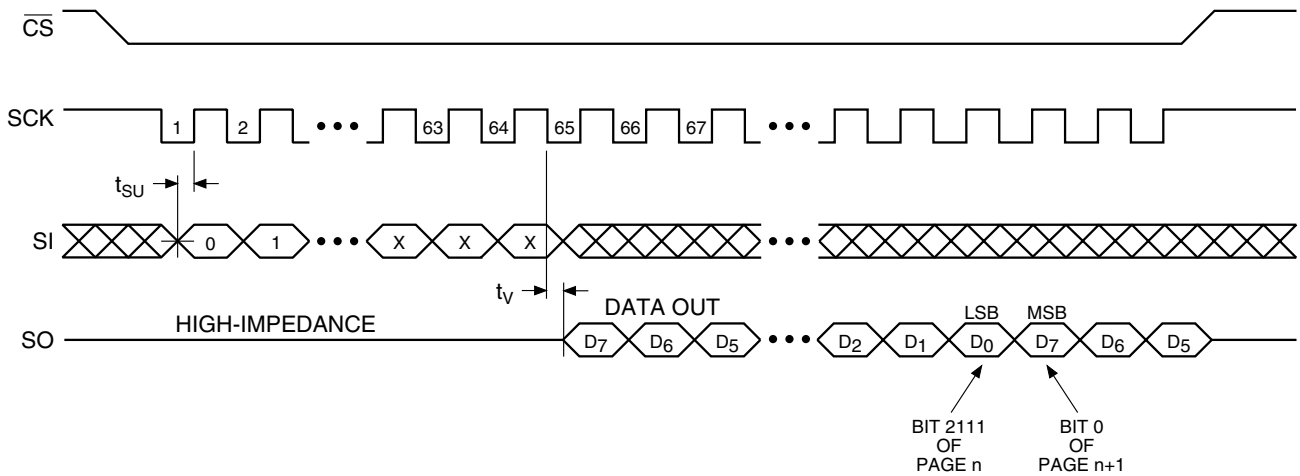 CS
SCK 1 2 ••• 63 64 65 66 67 •••
tSU
SI 0 1 ••• X X X •••
tV
HIGH-IMPEDANCE
DATA OUT
LSB MSB
SO D7 D6 D5 ••• D2 D1 D0 D7 D6 D5
BIT 2111
OF
PAGE n
BIT 0
OF
PAGE n+1